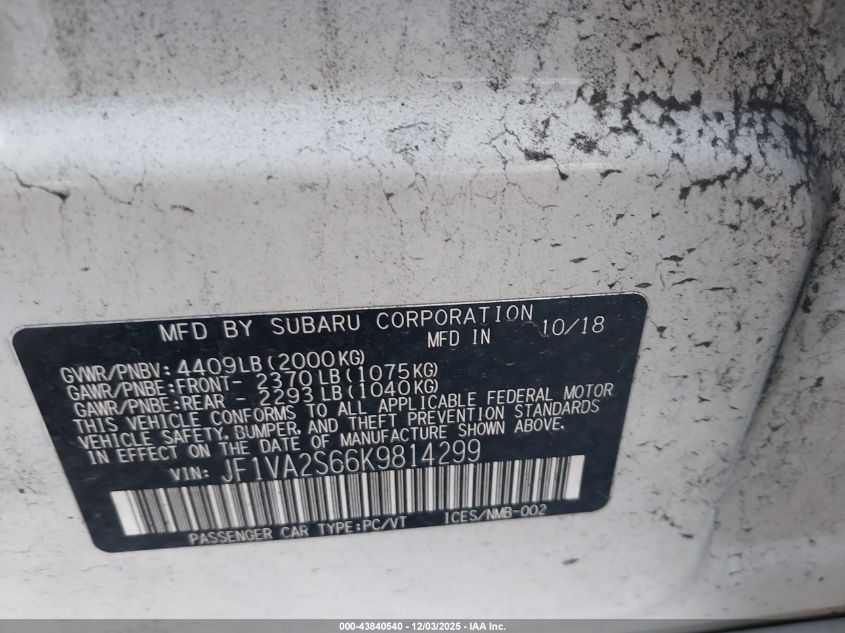 MFD BY SUBARU CORPORATION
MFD IN 10/18
GVWR/PNBV: 4409LB(2000KG)
GAWR/PNBE:FRONT- 2370LB(1075KG)
GAWR/PNBE:REAR - 2293LB(1040KG)
THIS VEHICLE CONFORMS TO ALL APPLICABLE FEDERAL MOTOR
VEHICLE SAFETY, BUMPER, AND THEFT PREVENTION STANDARDS
IN EFFECT ON THE DATE OF MANUFACTURE SHOWN ABOVE.
VIN: JF1VA2S66K9814299
PASSENGER CAR TYPE:PC/VT ICES/NMB-002
000-43840540 - 12/03/2025 - IAA Inc.